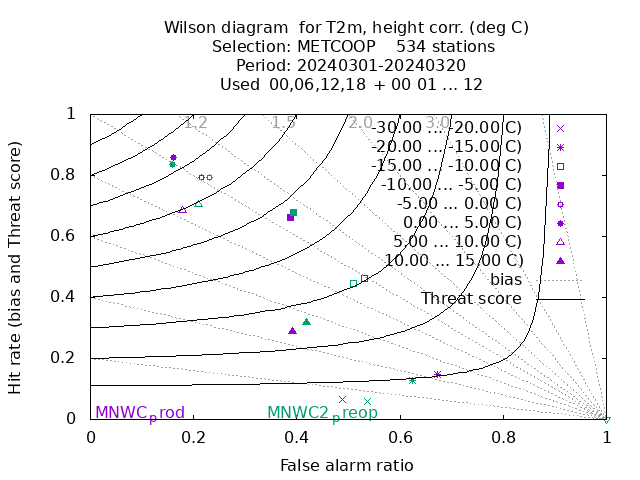 Wilson diagram for T2m, height corr. (deg C)
Selection: METCOOP 534 stations
Period: 20240301-20240320
Used 00,06,12,18 + 00 01 ... 12
Hit rate (bias and Threat score)
1
0.8
0.6
0.4
0.2
0
1.2 1.5 2.0 3.0
-30.00 ... -20.00 C)
-20.00 ... -15.00 C)
-15.00 ... -10.00 C)
-10.00 ... -5.00 C)
-5.00 ... 0.00 C)
0.00 ... 5.00 C)
5.00 ... 10.00 C)
10.00 ... 15.00 C)
bias
Threat score
MNWC_prod MNWC2_preop
0 0.2 0.4 0.6 0.8 1
False alarm ratio